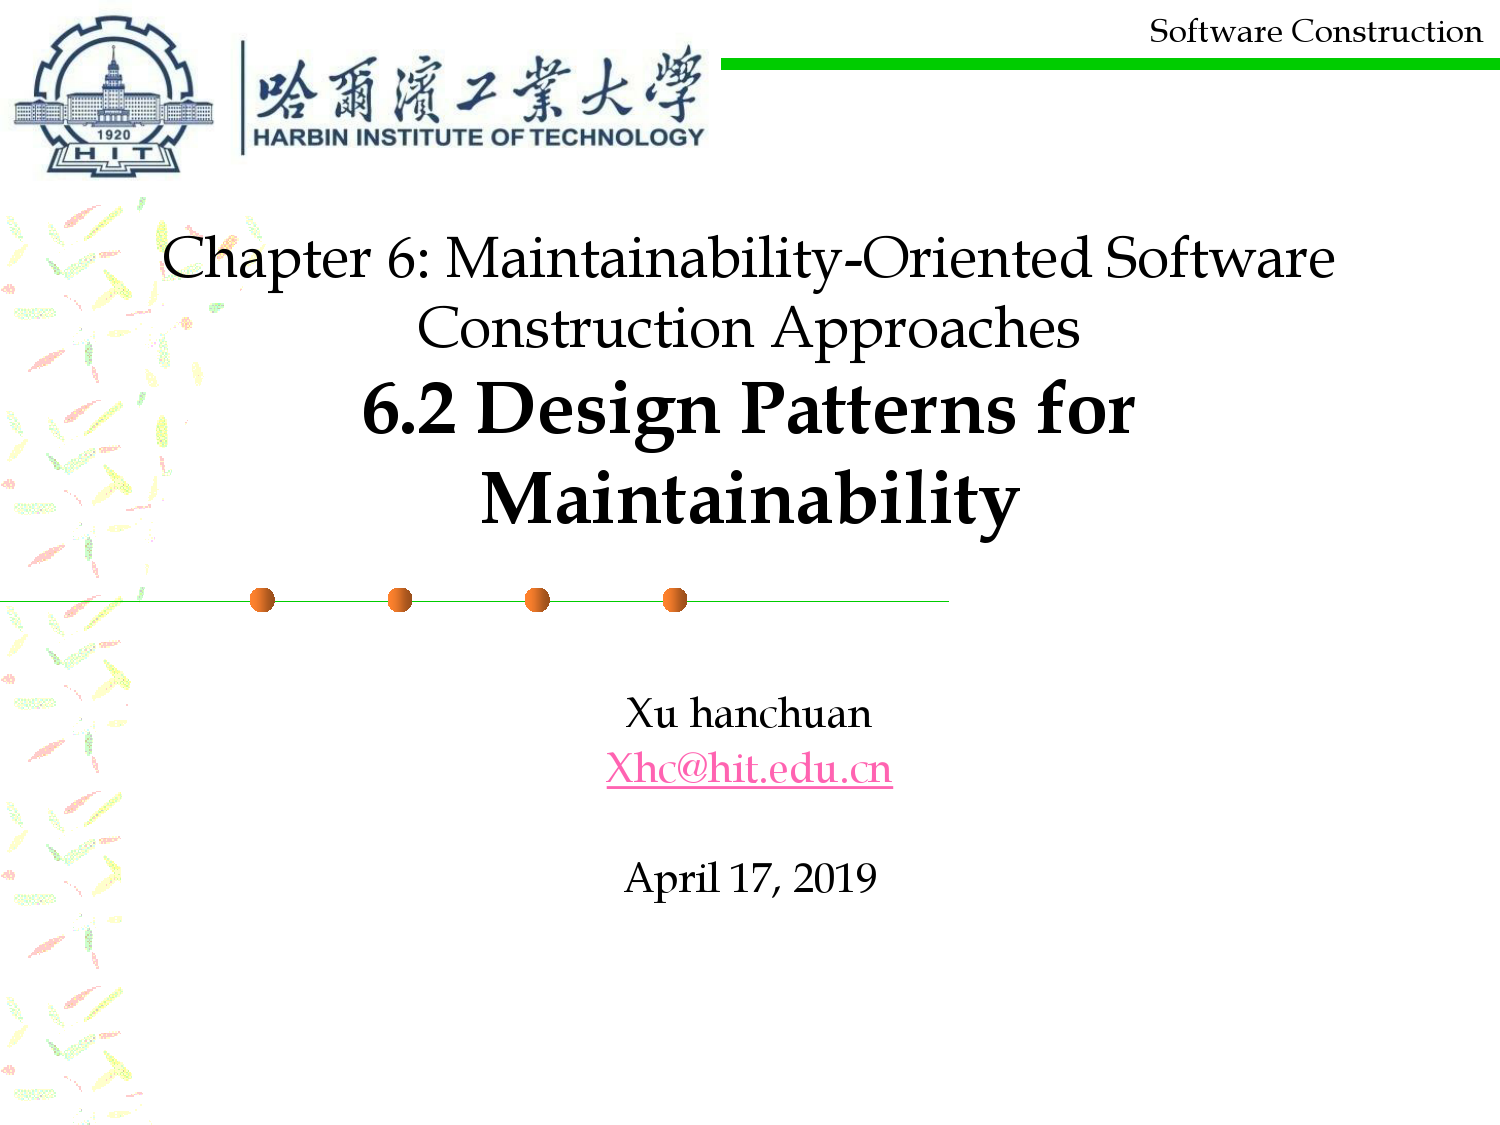 Software Construction
哈爾濱工業大學
HARBIN INSTITUTE OF TECHNOLOGY
1920
HIT
Chapter 6: Maintainability-Oriented Software
Construction Approaches
6.2 Design Patterns for
Maintainability
Xu hanchuan
Xhc@hit.edu.cn
April 17, 2019